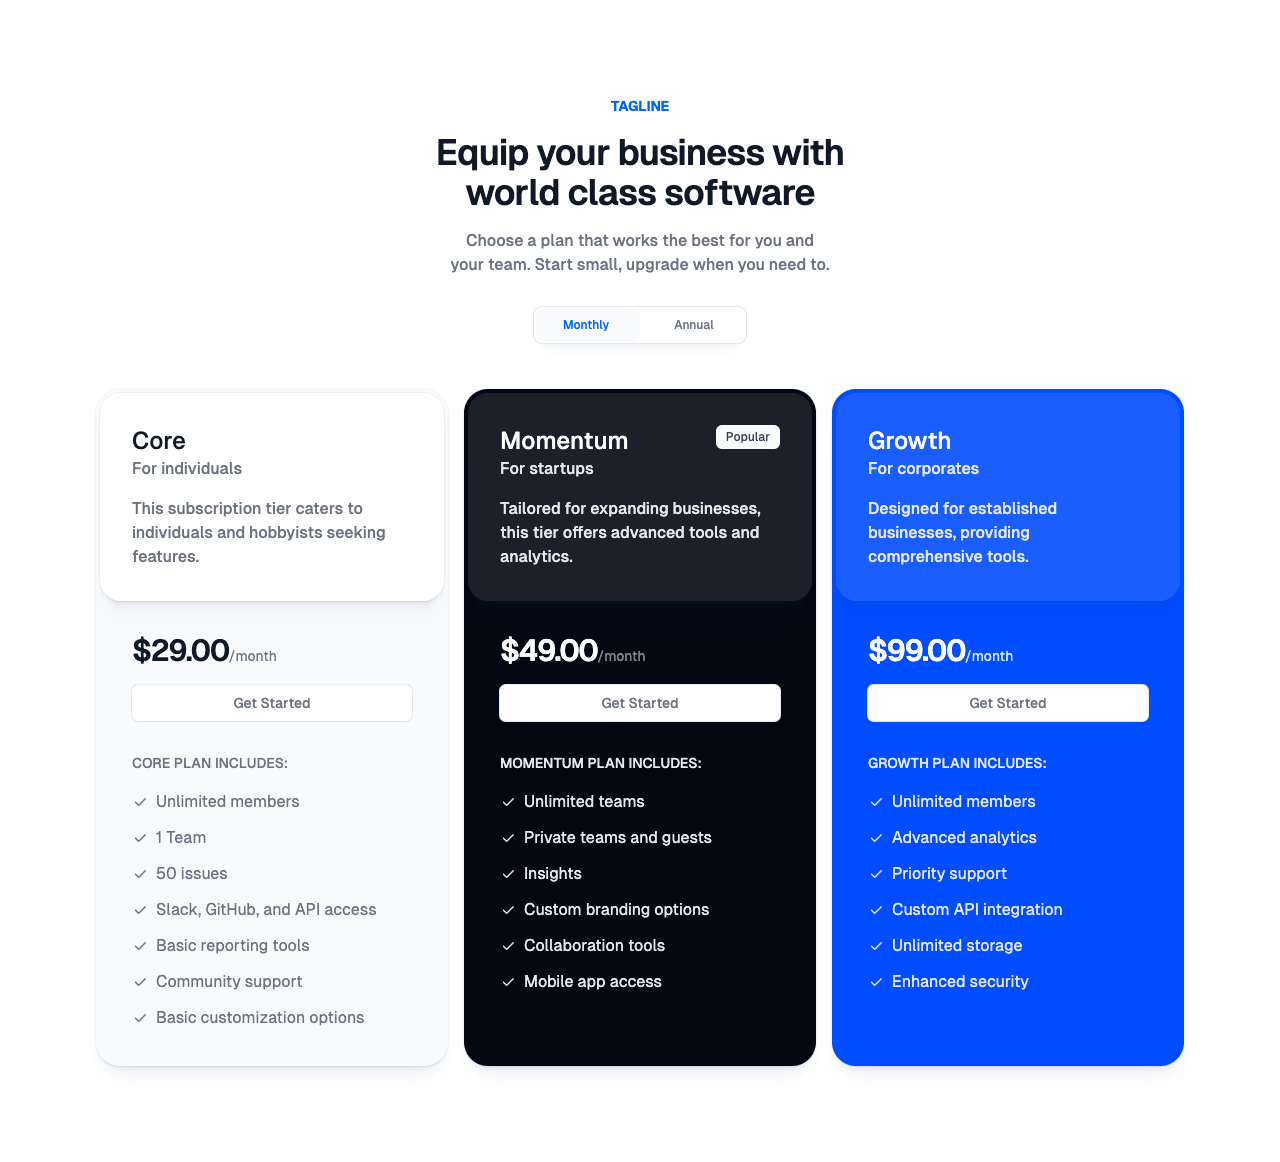 TAGLINE
Equip your business with
world class software
Choose a plan that works the best for you and
your team. Start small, upgrade when you need to.
Monthly
Annual
Core
For individuals
This subscription tier caters to
individuals and hobbyists seeking
features.
$29.00/month
Get Started
CORE PLAN INCLUDES:
Unlimited members
1 Team
50 issues
Slack, GitHub, and API access
Basic reporting tools
Community support
Basic customization options
Momentum
Popular
For startups
Tailored for expanding businesses,
this tier offers advanced tools and
analytics.
$49.00/month
Get Started
MOMENTUM PLAN INCLUDES:
Unlimited teams
Private teams and guests
Insights
Custom branding options
Collaboration tools
Mobile app access
Growth
For corporates
Designed for established
businesses, providing
comprehensive tools.
$99.00/month
Get Started
GROWTH PLAN INCLUDES:
Unlimited members
Advanced analytics
Priority support
Custom API integration
Unlimited storage
Enhanced security